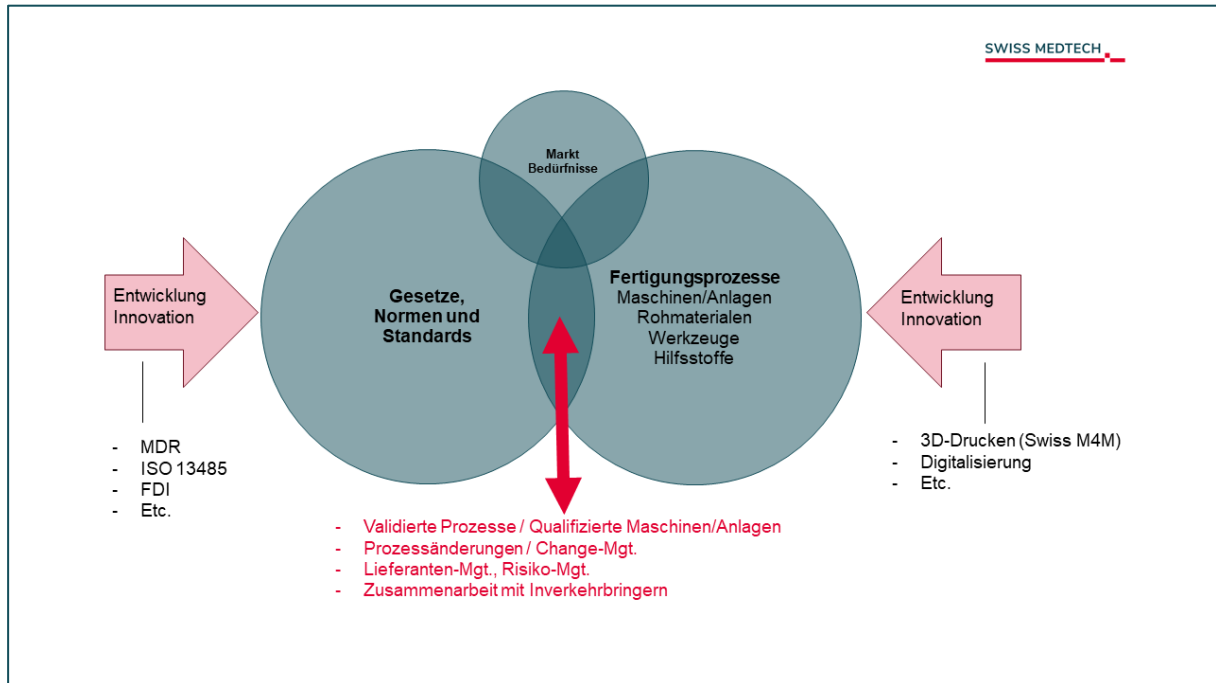 SWISS MEDTECH
Markt
Bedürfnisse
Entwicklung
Innovation
Gesetze,
Normen und
Standards
Fertigungsprozesse
Maschinen/Anlagen
Rohmaterialen
Werkzeuge
Hilfsstoffe
Entwicklung
Innovation
- MDR
- ISO 13485
- FDI
- Etc.
- 3D-Drucken (Swiss M4M)
- Digitalisierung
- Etc.
- Validierte Prozesse / Qualifizierte Maschinen/Anlagen
- Prozessänderungen / Change-Mgt.
- Lieferanten-Mgt., Risiko-Mgt.
- Zusammenarbeit mit Inverkehrbringern